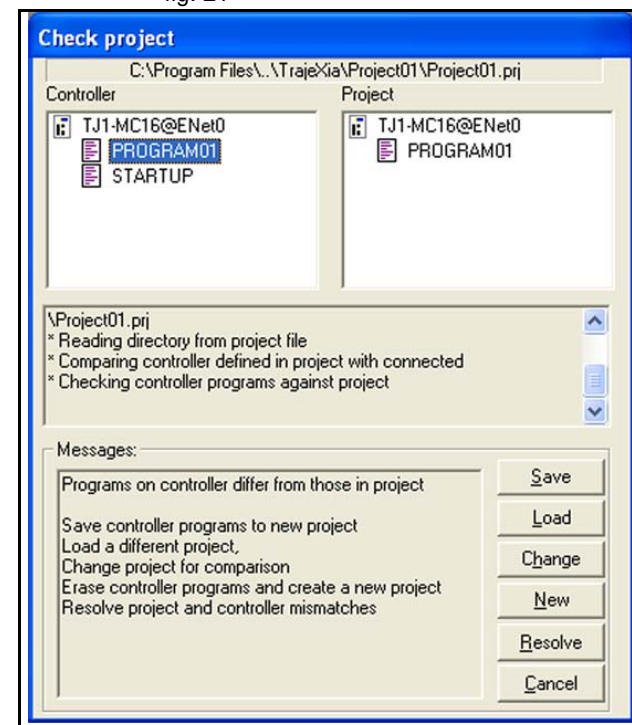 Check project
C:\Program Files\..\TrajeXia\Project01\Project01.prj
Controller
Project
TJ1-MC16@ENet0
PROGRAM01
STARTUP
TJ1-MC16@ENet0
PROGRAM01
\Project01.prj
* Reading directory from project file
* Comparing controller defined in project with connected
* Checking controller programs against project
Messages:
Programs on controller differ from those in project
Save controller programs to new project
Load a different project,
Change project for comparison
Erase controller programs and create a new project
Resolve project and controller mismatches
Save
Load
Change
New
Resolve
Cancel